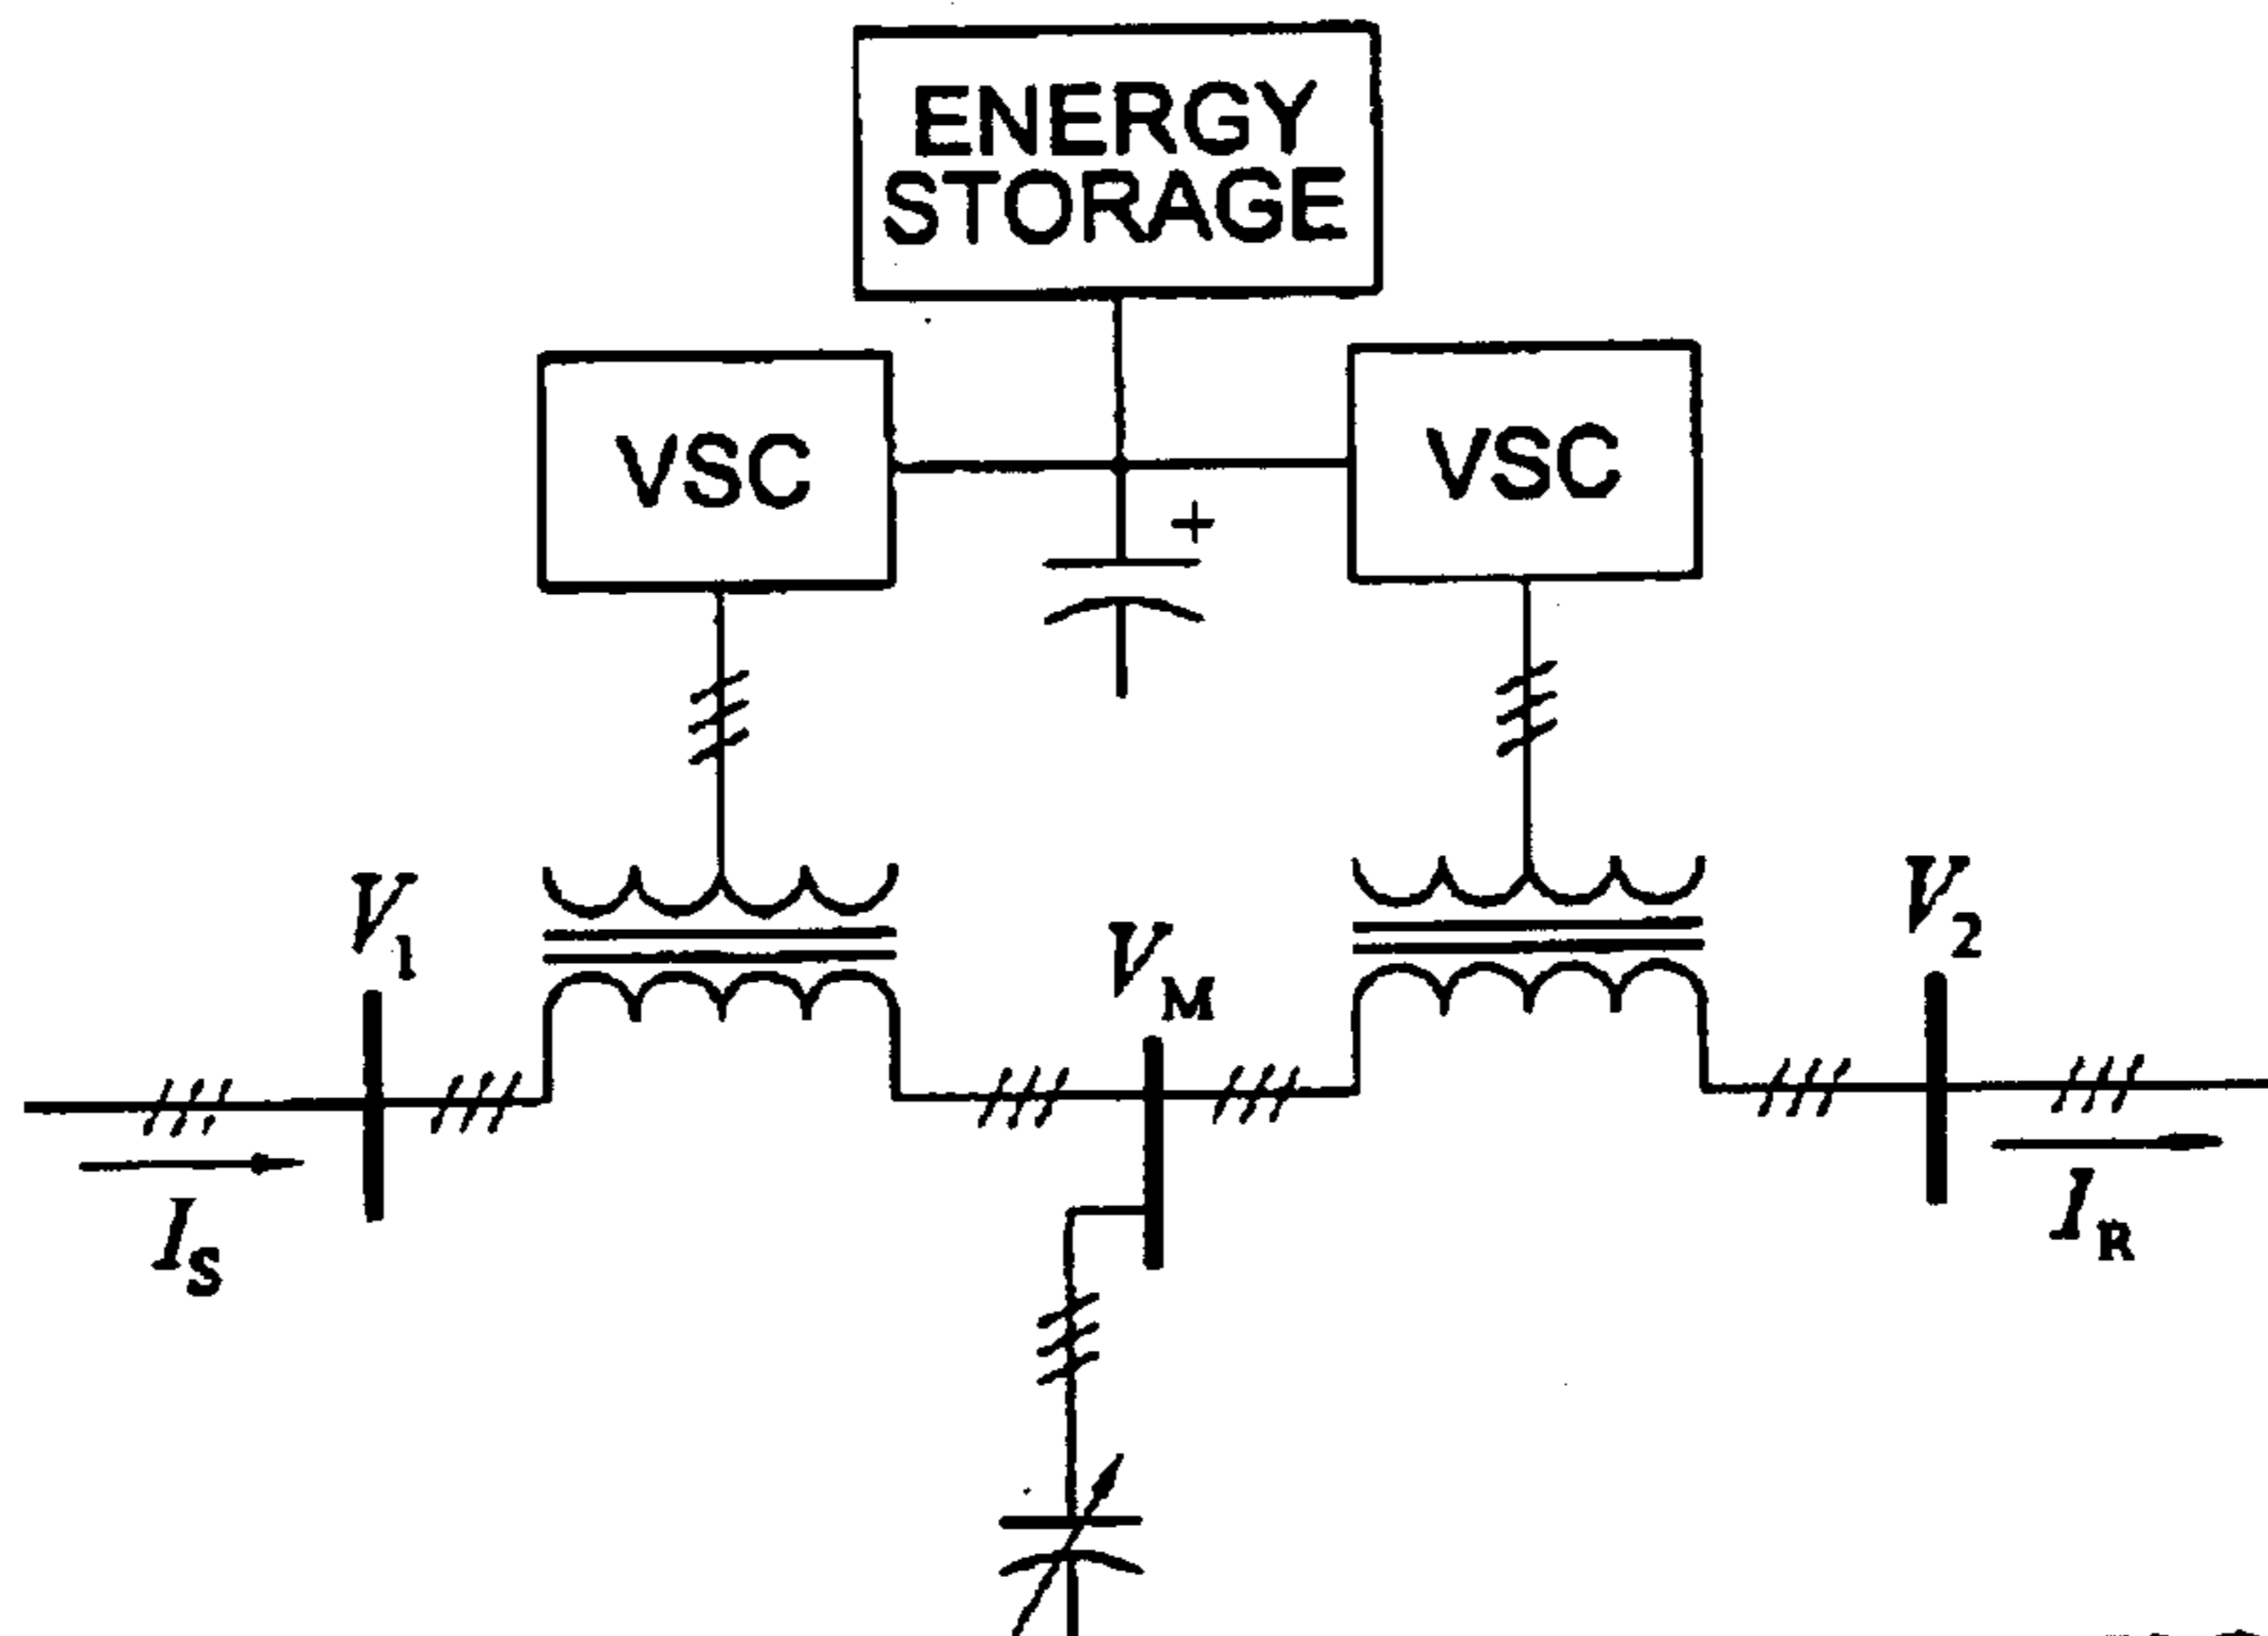 ENERGY
STORAGE
VSC
VSC
+
V1
VM
V2
IS
IR